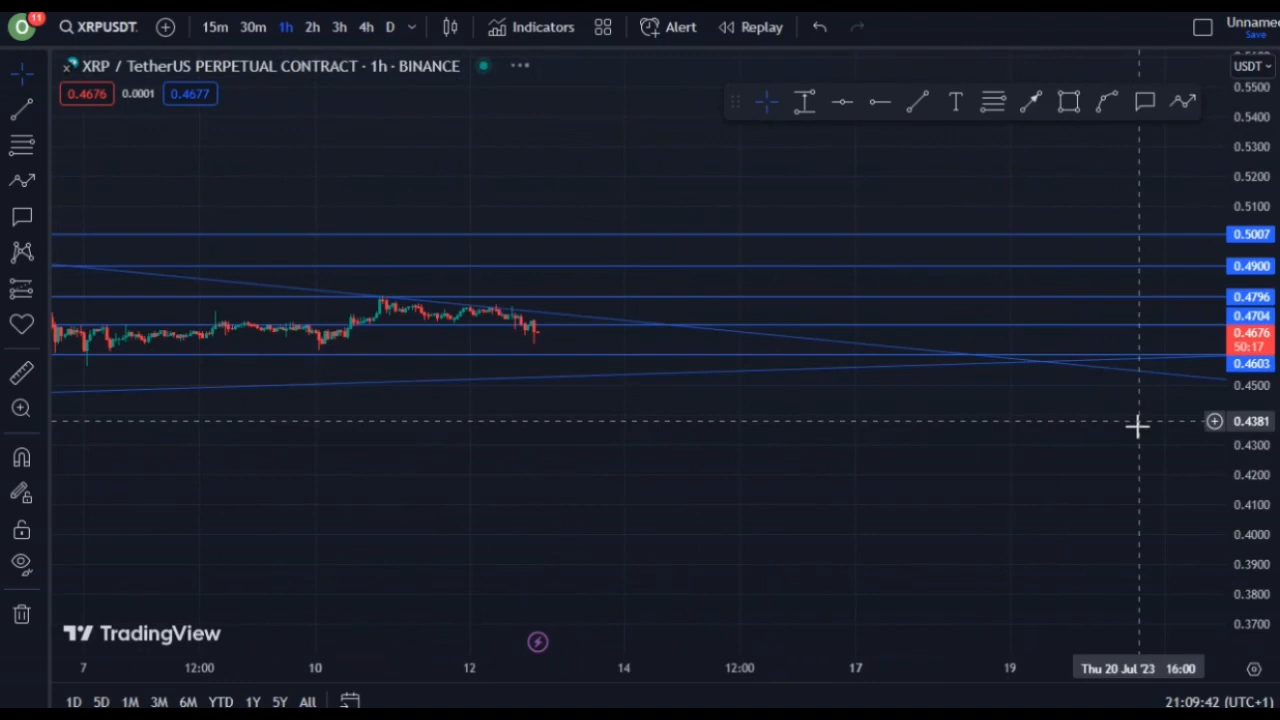 O 11 XRPUSDT. 15m 30m 1h 2h 3h 4h D Indicators Alert Replay Unname
Save
XRP / TetherUS PERPETUAL CONTRACT · 1h · BINANCE
USDT
0.4676 0.0001 0.4677
0.5500
0.5400
0.5300
0.5200
0.5100
0.5007
0.4900
0.4796
0.4704
0.4676
50:17
0.4603
0.4500
0.4381
0.4300
0.4200
0.4100
0.4000
0.3900
0.3800
0.3700
TradingView
7 12:00 10 12 14 12:00 17 19 Thu 20 Jul '23 16:00
1D 5D 1M 3M 6M YTD 1Y 5Y All 21:09:42 (UTC+1)